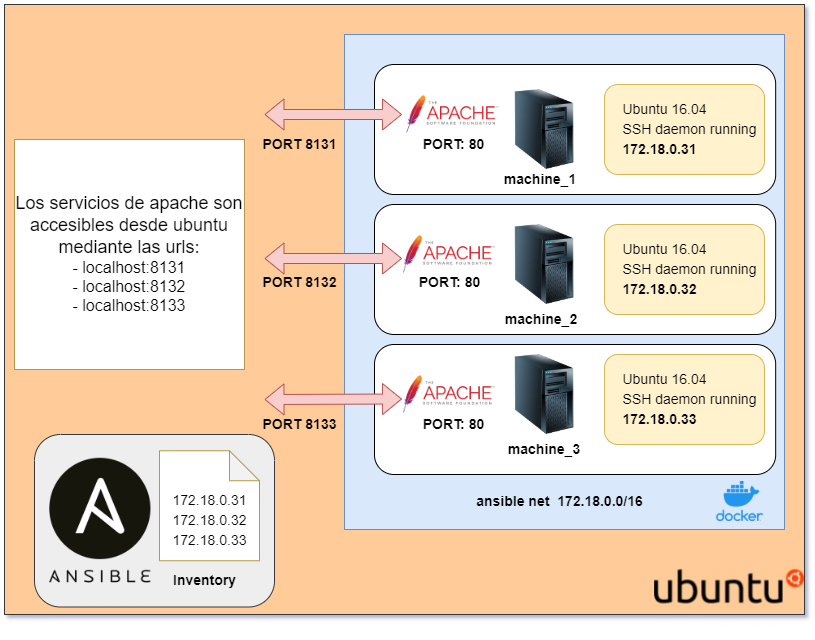 THE
APACHE
SOFTWARE FOUNDATION
PORT: 80
PORT 8131
machine_1
Ubuntu 16.04
SSH daemon running
172.18.0.31
Los servicios de apache son
accesibles desde ubuntu
mediante las urls:
- localhost:8131
- localhost:8132
- localhost:8133
THE
APACHE
SOFTWARE FOUNDATION
PORT: 80
PORT 8132
machine_2
Ubuntu 16.04
SSH daemon running
172.18.0.32
THE
APACHE
SOFTWARE FOUNDATION
PORT: 80
PORT 8133
machine_3
Ubuntu 16.04
SSH daemon running
172.18.0.33
ansible net 172.18.0.0/16
docker
A
ANSIBLE
172.18.0.31
172.18.0.32
172.18.0.33
Inventory
ubuntu